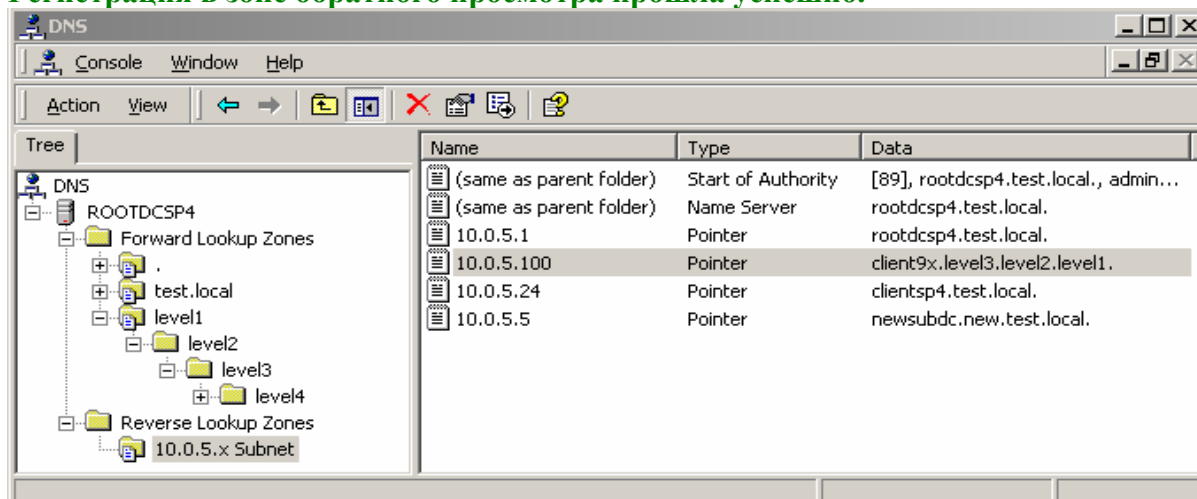 Регистрация в зоне обратного просмотра прошла успешно.
DNS
Console Window Help
Action View
Tree
DNS
ROOTDCSP4
Forward Lookup Zones
.
test.local
level1
level2
level3
level4
Reverse Lookup Zones
10.0.5.x Subnet
Name Type Data
(same as parent folder) Start of Authority [89], rootdcsp4.test.local., admin...
(same as parent folder) Name Server rootdcsp4.test.local.
10.0.5.1 Pointer rootdcsp4.test.local.
10.0.5.100 Pointer client9x.level3.level2.level1.
10.0.5.24 Pointer clientsp4.test.local.
10.0.5.5 Pointer newsubdc.new.test.local.